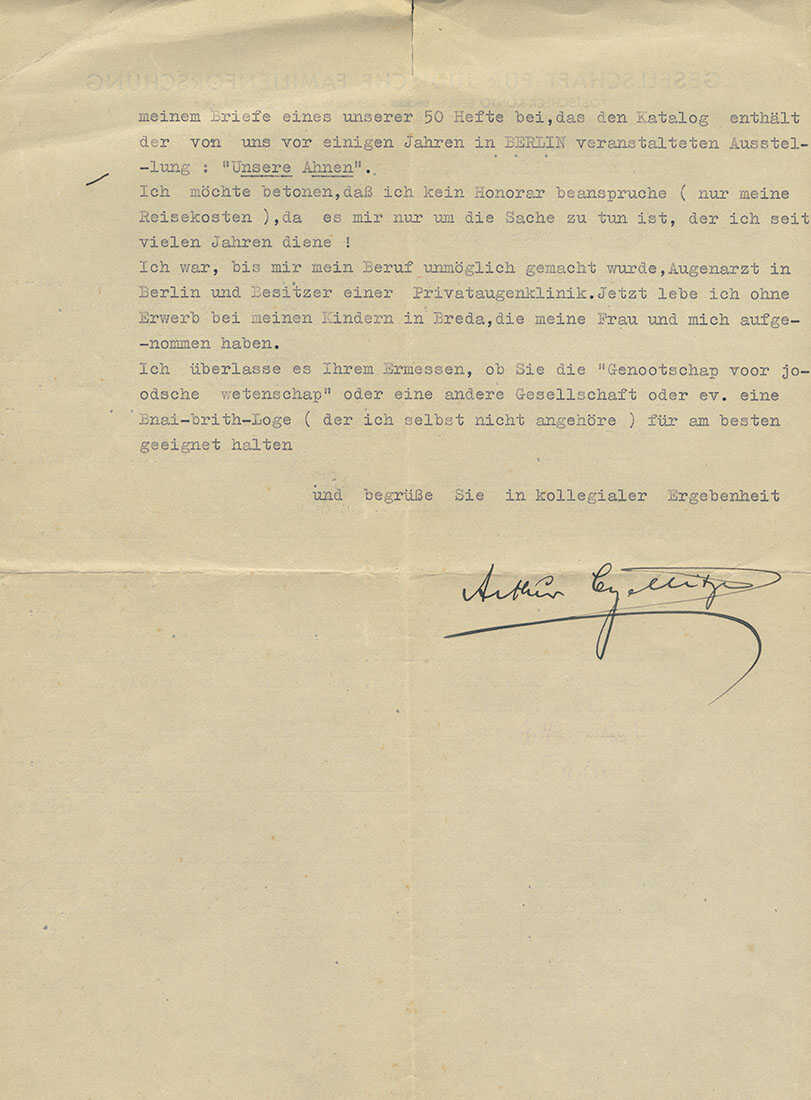 meinem Briefe eines unserer 50 Hefte bei,das den Katalog enthält
der von uns vor einigen Jahren in BERLIN veranstalteten Ausstel-
-lung : "Unsere Ahnen".
Ich möchte betonen,daß ich kein Honorar beanspruche ( nur meine
Reisekosten ),da es mir nur um die Sache zu tun ist, der ich seit
vielen Jahren diene !
Ich war, bis mir mein Beruf unmöglich gemacht wurde,Augenarzt in
Berlin und Besitzer einer Privataugenklinik.Jetzt lebe ich ohne
Erwerb bei meinen Kindern in Breda,die meine Frau und mich aufge-
-nommen haben.
Ich überlasse es Ihrem Ermessen, ob Sie die "Genootschap voor jo-
odsche wetenschap" oder eine andere Gesellschaft oder ev. eine
Bnai-brith-Loge ( der ich selbst nicht angehöre ) für am besten
geeignet halten
und begrüße Sie in kollegialer Ergebenheit
Arthur Czellitzer